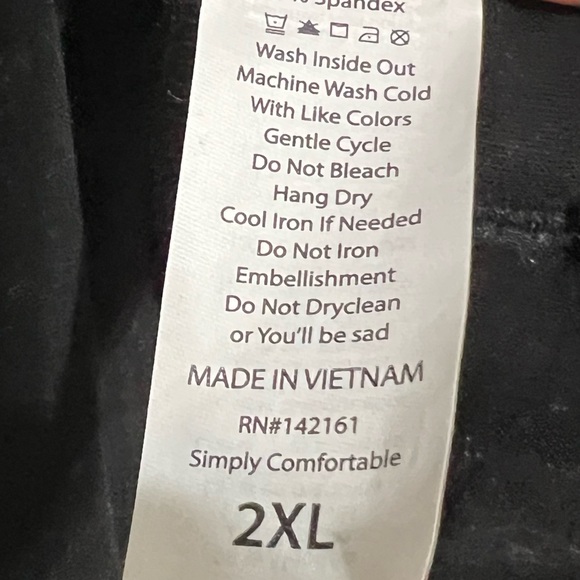 Spandex
Wash Inside Out
Machine Wash Cold
With Like Colors
Gentle Cycle
Do Not Bleach
Hang Dry
Cool Iron If Needed
Do Not Iron
Embellishment
Do Not Dryclean
or You'll be sad
MADE IN VIETNAM
RN#142161
Simply Comfortable
2XL